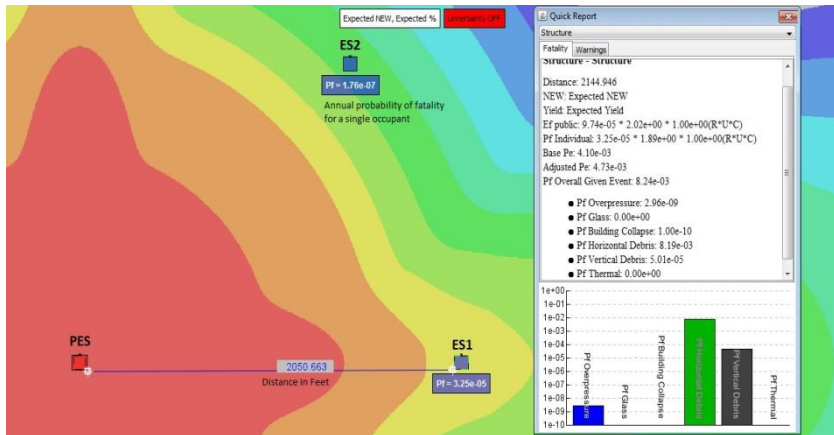 Expected NEW, Expected %
Uncertainty OFF
ES2
Pf = 1.76e-07
Annual probability of fatality
for a single occupant
PES
2050.663
Distance in Feet
ES1
Pf = 3.25e-05
Quick Report
Structure
Fatality
Warnings
Structure - Structure
Distance: 2144.946
NEW: Expected NEW
Yield: Expected Yield
Ef public: 9.74e-05 * 2.02e+00 * 1.00e+00(R*U*C)
Pf Individual: 3.25e-05 * 1.89e+00 * 1.00e+00(R*U*C)
Base Pe: 4.10e-03
Adjusted Pe: 4.73e-03
Pf Overall Given Event: 8.24e-03
● Pf Overpressure: 2.96e-09
● Pf Glass: 0.00e+00
● Pf Building Collapse: 1.00e-10
● Pf Horizontal Debris: 8.19e-03
● Pf Vertical Debris: 5.01e-05
● Pf Thermal: 0.00e+00
1e+00
1e-01
1e-02
1e-03
1e-04
1e-05
1e-06
1e-07
1e-08
1e-09
1e-10
Pf Overpressure
Pf Glass
Pf Building Collapse
Pf Horizontal Debris
Pf Vertical Debris
Pf Thermal